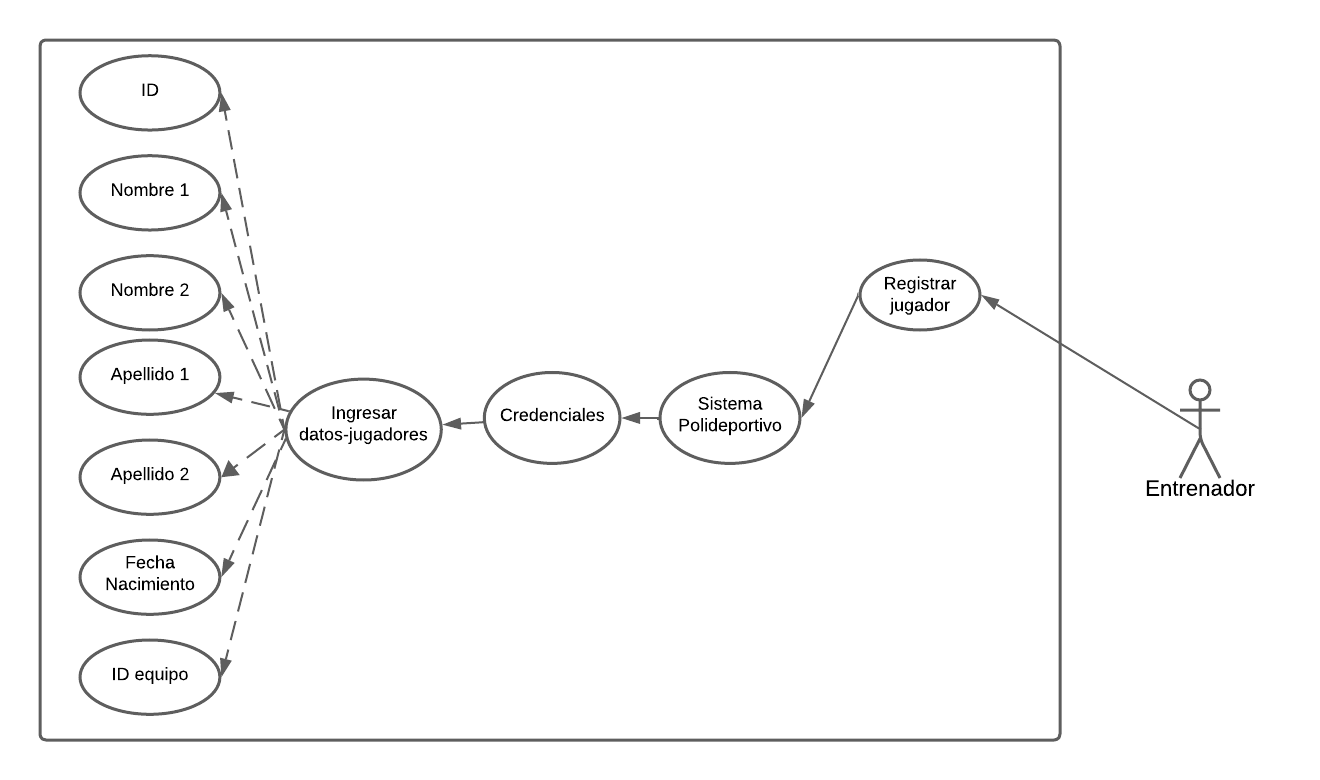 ID
Nombre 1
Nombre 2
Apellido 1
Apellido 2
Fecha
Nacimiento
ID equipo
Ingresar
datos-jugadores
Credenciales
Sistema
Polideportivo
Registrar
jugador
Entrenador